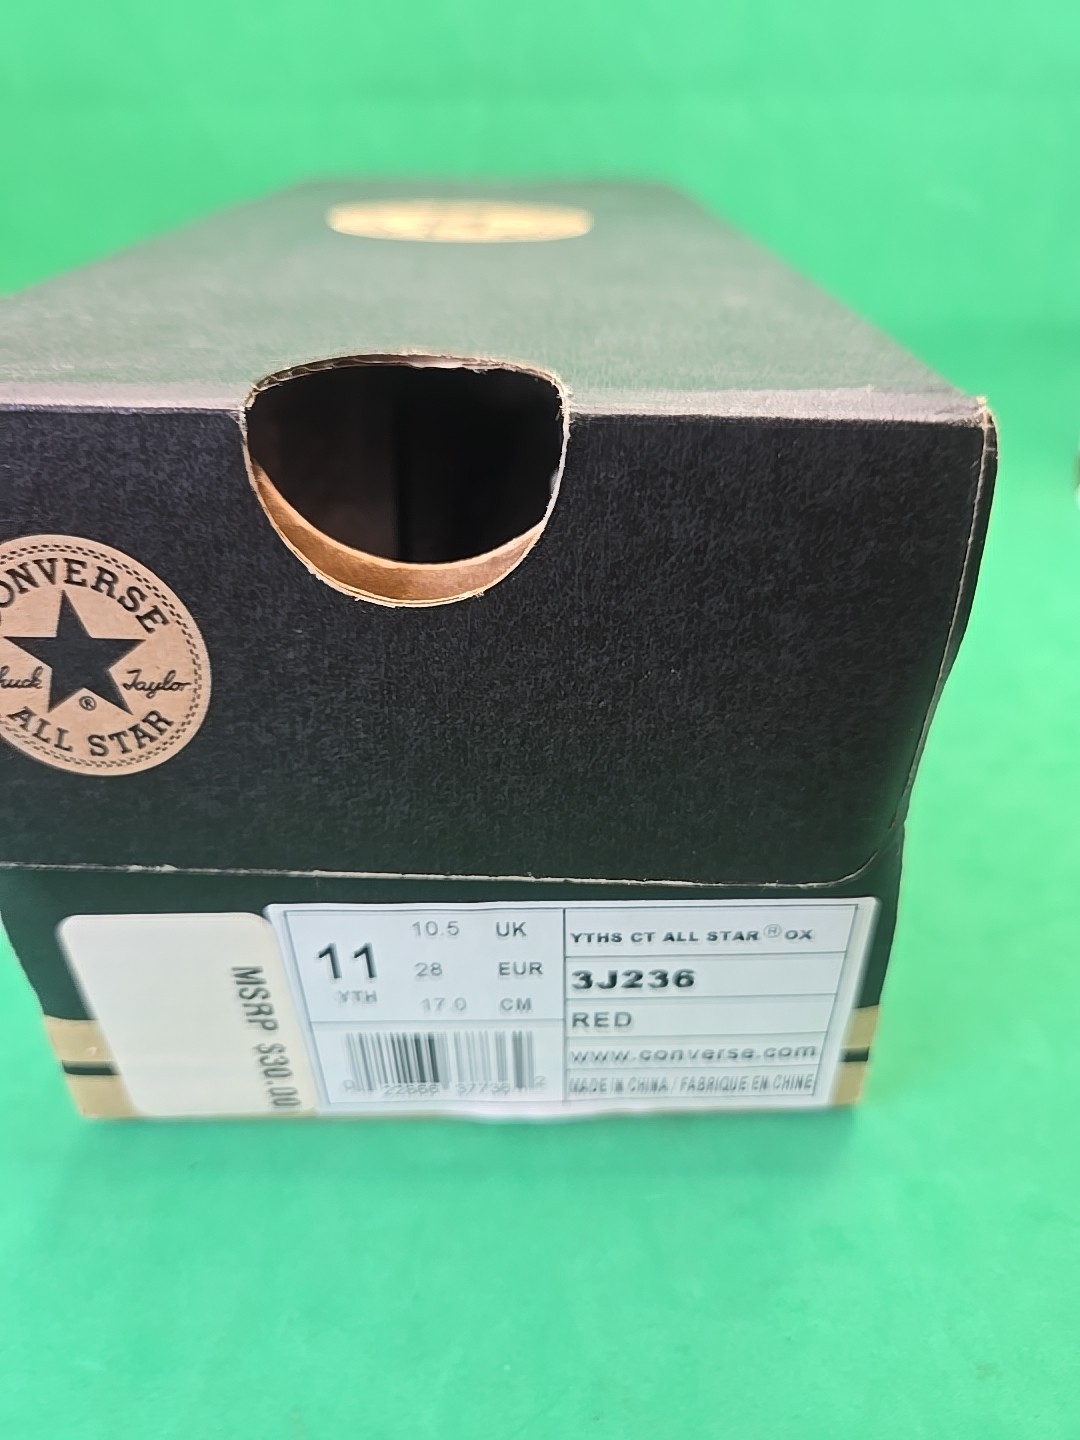 CONVERSE
Chuck Taylor
®
ALL STAR
MSRP $30.00
11
YTH
10.5 UK
28 EUR
17.0 CM
YTHS CT ALL STAR® OX
3J236
RED
www.converse.com
MADE IN CHINA / FABRIQUE EN CHINE